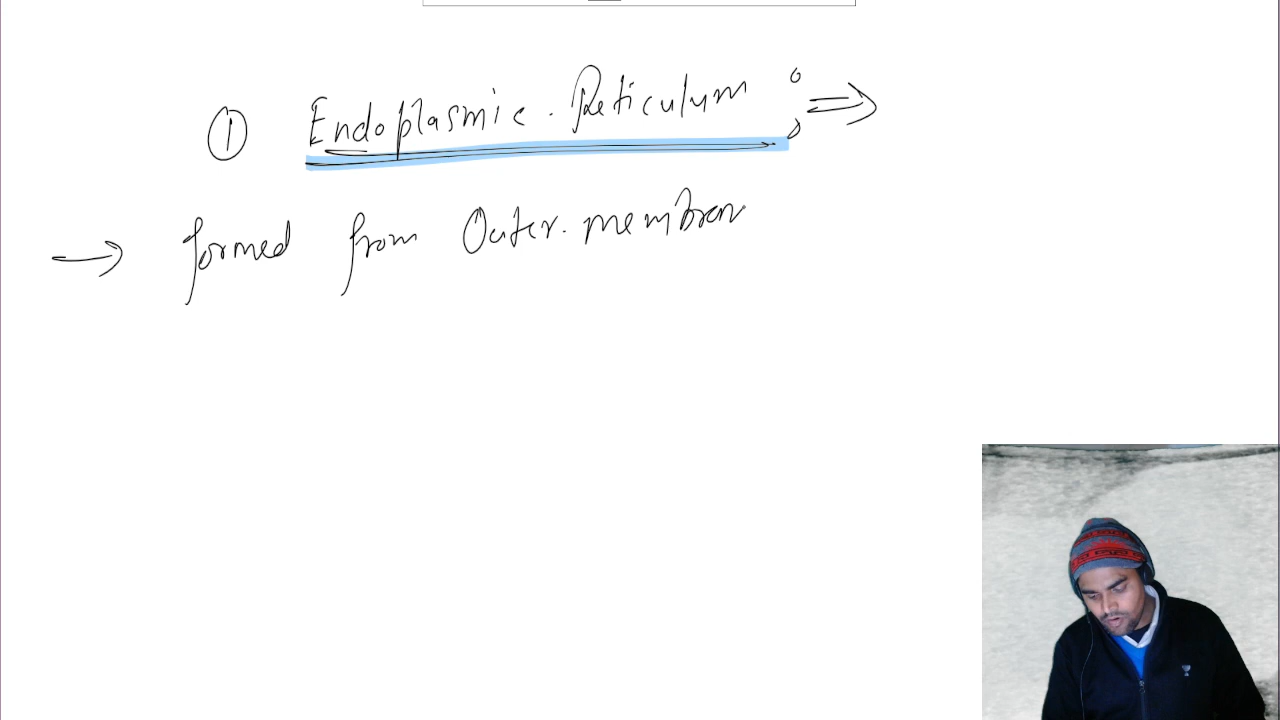 ① Endoplasmic Reticulum : ⇒
→ formed from Outer membran